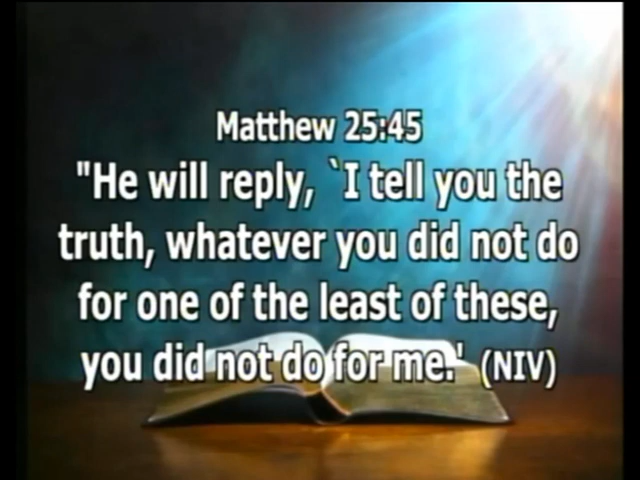 Matthew 25:45
"He will reply, `I tell you the
truth, whatever you did not do
for one of the least of these,
you did not do for me.' (NIV)